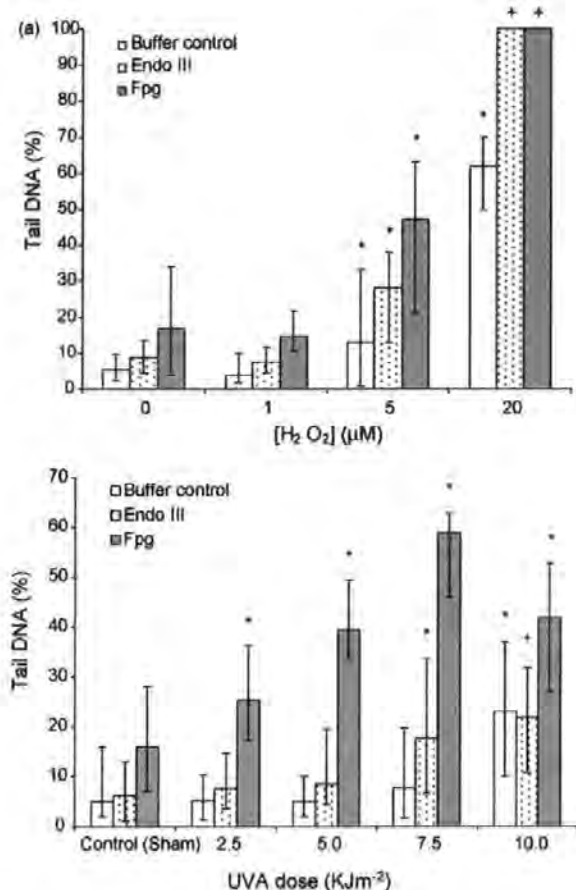 (a)
+ +
Buffer control
Endo III
Fpg
100
90
80
70
60
50
40
30
20
10
0
Tail DNA (%)
* * * *
0 1 5 20
[H₂ O₂] (μM)
70
60
50
40
30
20
10
0
Buffer control
Endo III
Fpg
Tail DNA (%)
* * * * * + *
Control (Sham) 2.5 5.0 7.5 10.0
UVA dose (KJm⁻²)